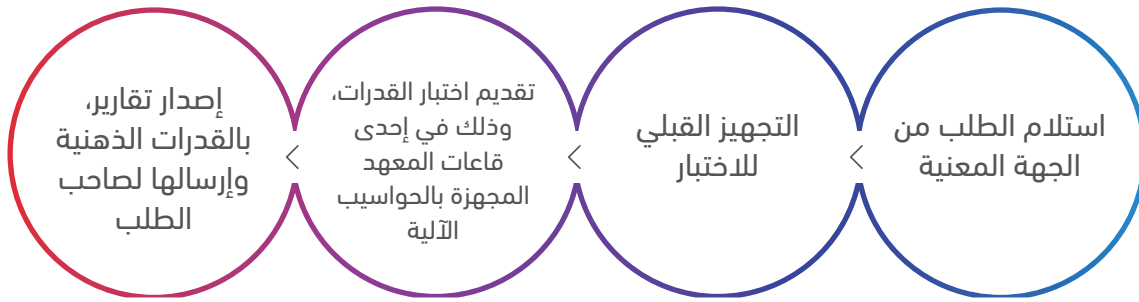 استلام الطلب من
الجهة المعنية
التجهيز القبلي
للاختبار
تقديم اختبار القدرات،
وذلك في إحدى
قاعات المعهد
المجهزة بالحواسيب
الآلية
إصدار تقارير،
بالقدرات الذهنية
وإرسالها لصاحب
الطلب